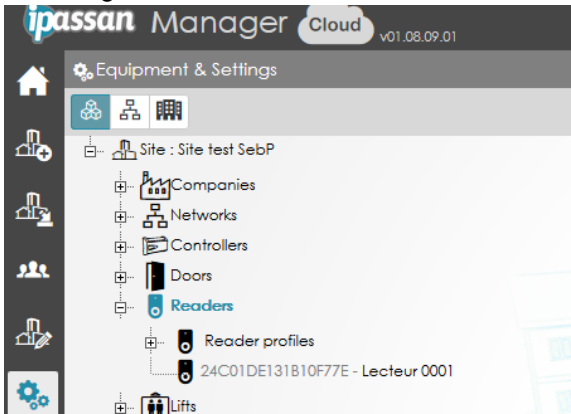 ipassan Manager Cloud v01.08.09.01
Equipment & Settings
Site : Site test SebP
Companies
Networks
Controllers
Doors
Readers
Reader profiles
24C01DE131B10F77E - Lecteur 0001
Lifts